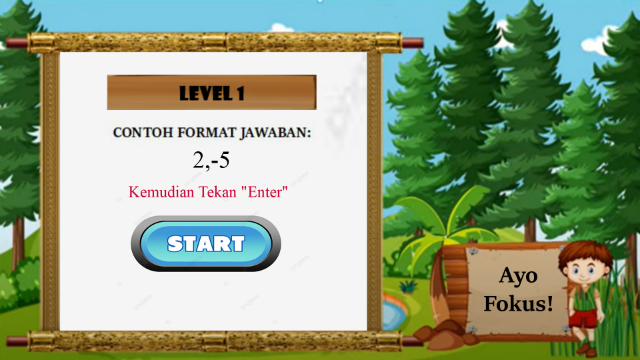 LEVEL 1
CONTOH FORMAT JAWABAN:
2,-5
Kemudian Tekan "Enter"
START
Ayo
Fokus!